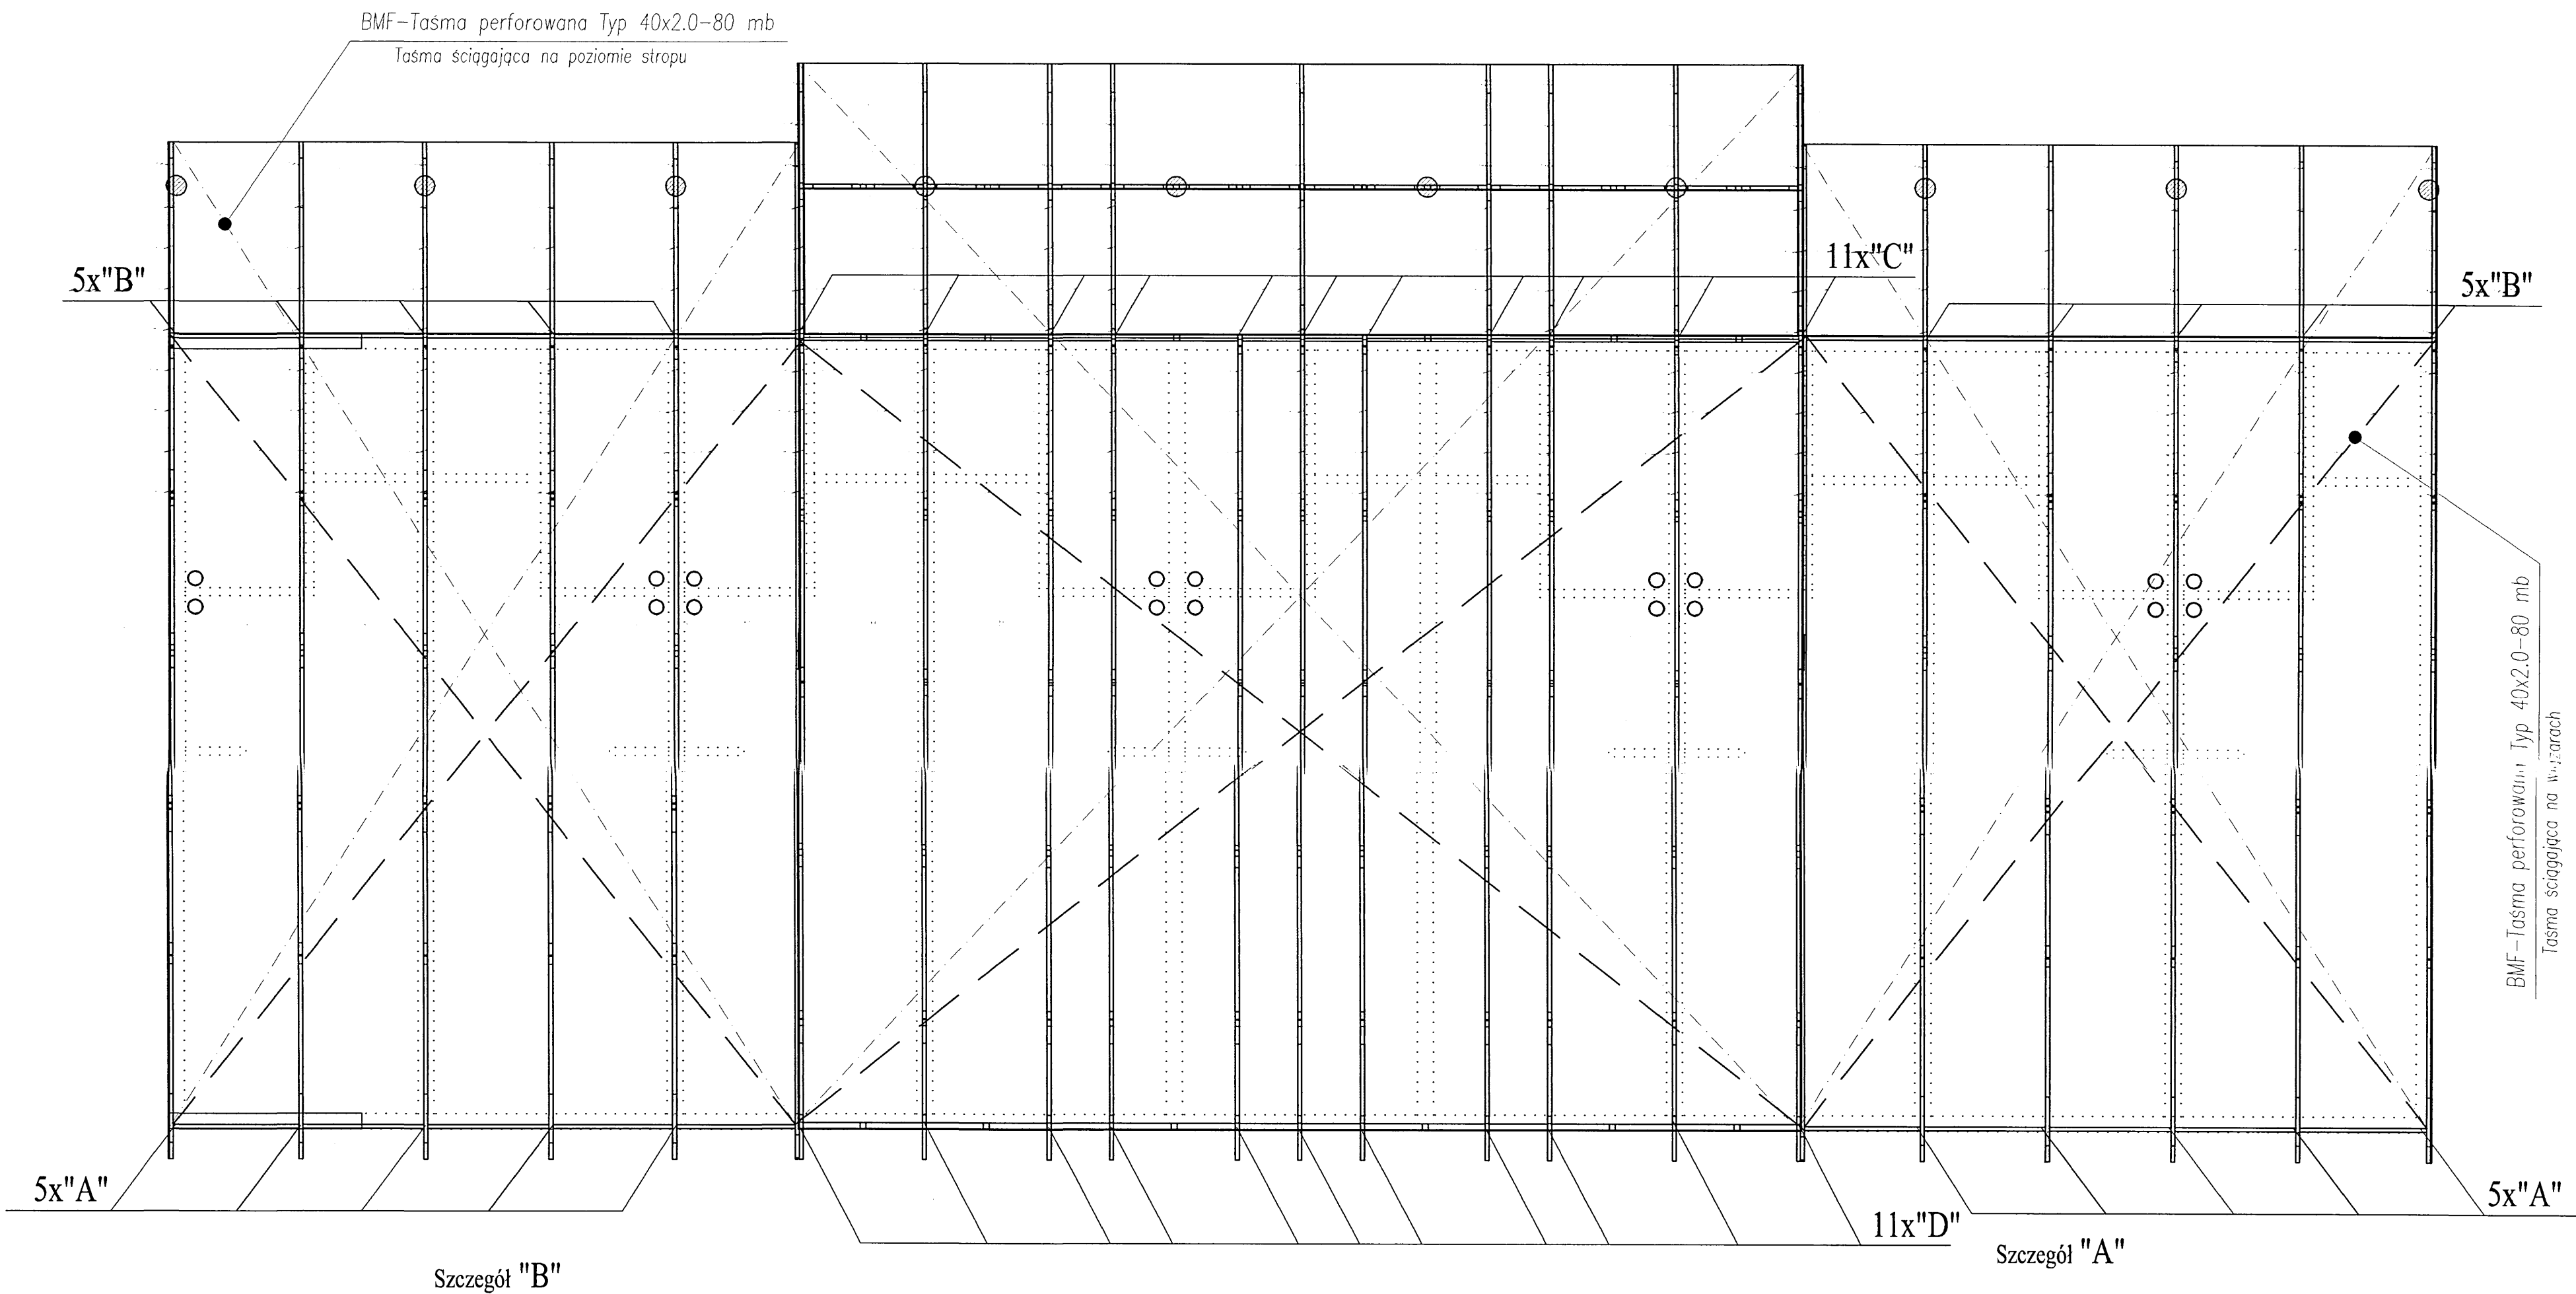 BMF-Taśma perforowana Typ 40x2.0-80 mb
Taśma ściągająca na poziomie stropu
5x"B"
11x"C"
5x"B"
BMF-Taśma perforowana Typ 40x2.0-80 mb
Taśma ściągająca na wiązarach
5x"A"
11x"D"
5x"A"
Szczegół "B"
Szczegół "A"